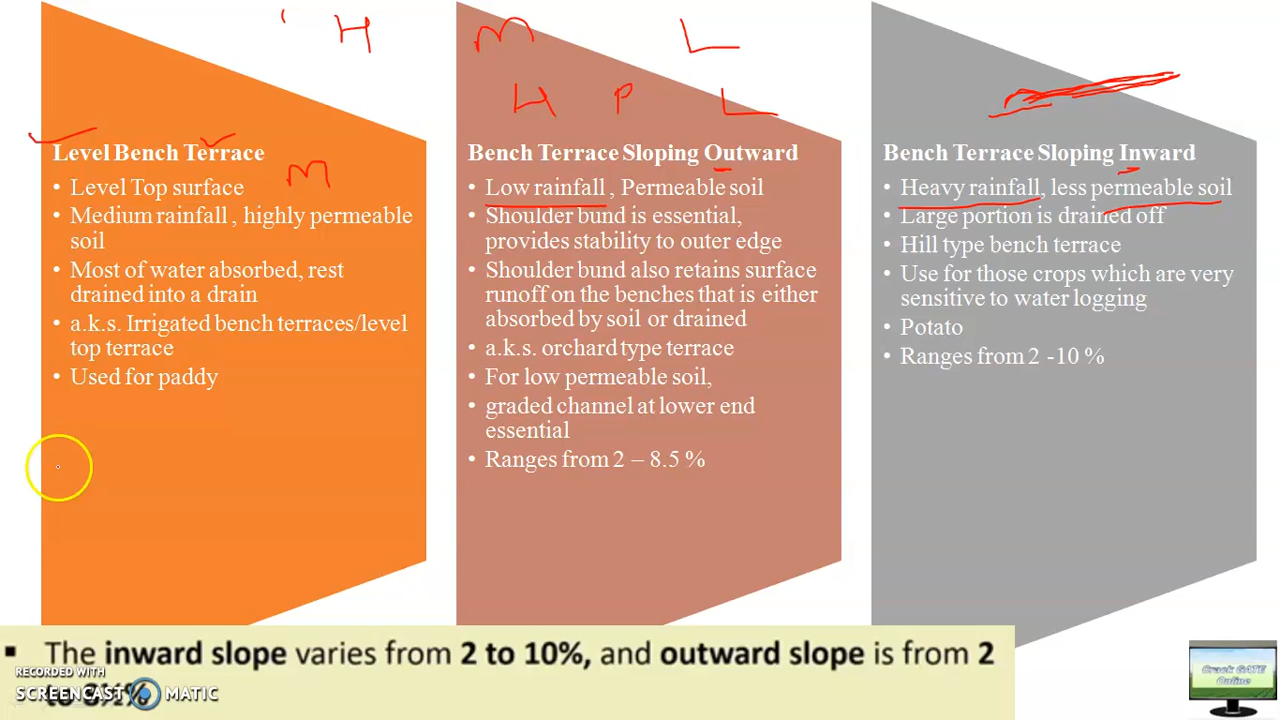 H M L
H P L
Level Bench Terrace
M
• Level Top surface
• Medium rainfall , highly permeable
soil
• Most of water absorbed, rest
drained into a drain
• a.k.s. Irrigated bench terraces/level
top terrace
• Used for paddy
Bench Terrace Sloping Outward
• Low rainfall , Permeable soil
• Shoulder bund is essential,
provides stability to outer edge
• Shoulder bund also retains surface
runoff on the benches that is either
absorbed by soil or drained
• a.k.s. orchard type terrace
• For low permeable soil,
• graded channel at lower end
essential
• Ranges from 2 – 8.5 %
Bench Terrace Sloping Inward
• Heavy rainfall, less permeable soil
• Large portion is drained off
• Hill type bench terrace
• Use for those crops which are very
sensitive to water logging
• Potato
• Ranges from 2 -10 %
▪ The inward slope varies from 2 to 10%, and outward slope is from 2
RECORDED WITH
SCREENCAST MATIC
Crack GATE
Online